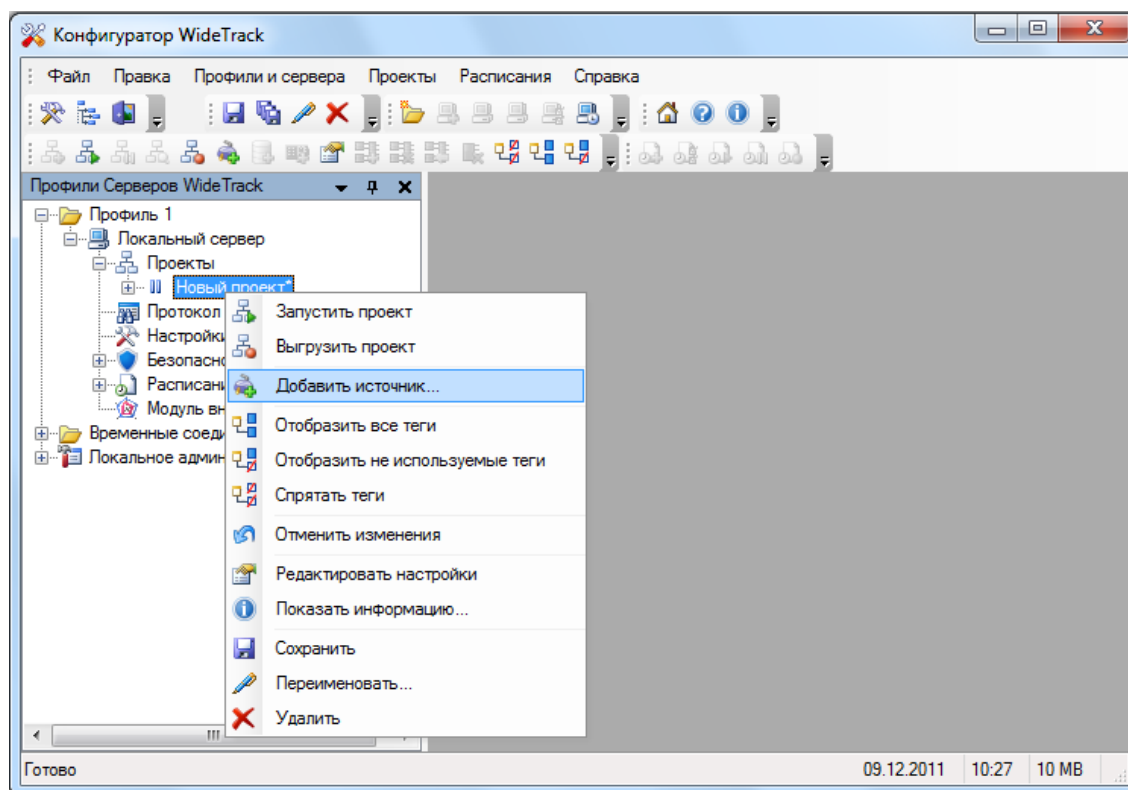 Конфигуратор WideTrack
Файл Правка Профили и сервера Проекты Расписания Справка
Профили Серверов WideTrack
Профиль 1
Локальный сервер
Проекты
Новый проект*
Протокол
Настройки
Безопасно
Расписани
Модуль вн
Временные соеди
Локальное админ
Запустить проект
Выгрузить проект
Добавить источник...
Отобразить все теги
Отобразить не используемые теги
Спрятать теги
Отменить изменения
Редактировать настройки
Показать информацию...
Сохранить
Переименовать...
Удалить
Готово 09.12.2011 10:27 10 MB